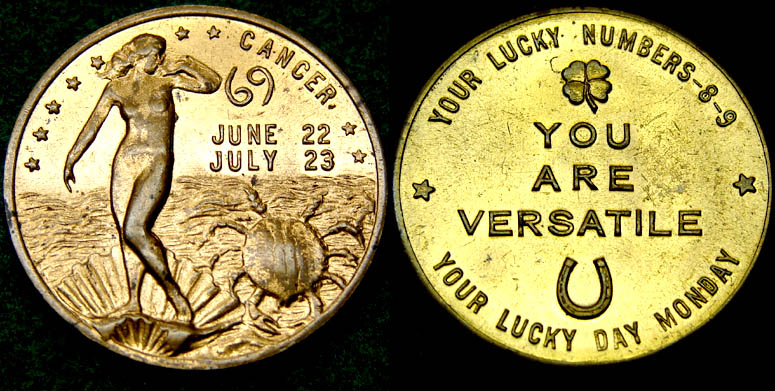 CANCER.
JUNE 22
JULY 23
YOUR LUCKY NUMBERS-8-9
YOU
ARE
VERSATILE
YOUR LUCKY DAY MONDAY